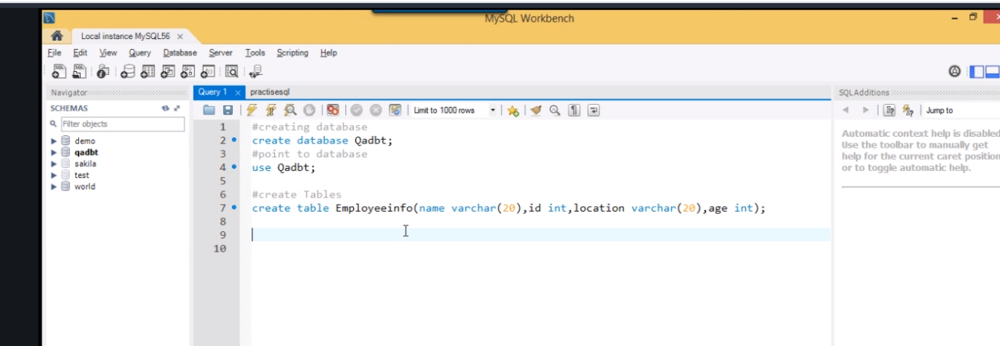 MySQL Workbench
Local instance MySQL56
File Edit View Query Database Server Tools Scripting Help
Navigator
SCHEMAS
Filter objects
demo
qadbt
sakila
test
world
Query 1
practisesql
Limit to 1000 rows
1 #creating database
2 create database Qadbt;
3 #point to database
4 use Qadbt;
5
6 #create Tables
7 create table Employeeinfo(name varchar(20),id int,location varchar(20),age int);
8
9
10
SQLAdditions
Jump to
Automatic context help is disabled
Use the toolbar to manually get
help for the current caret position
or to toggle automatic help.